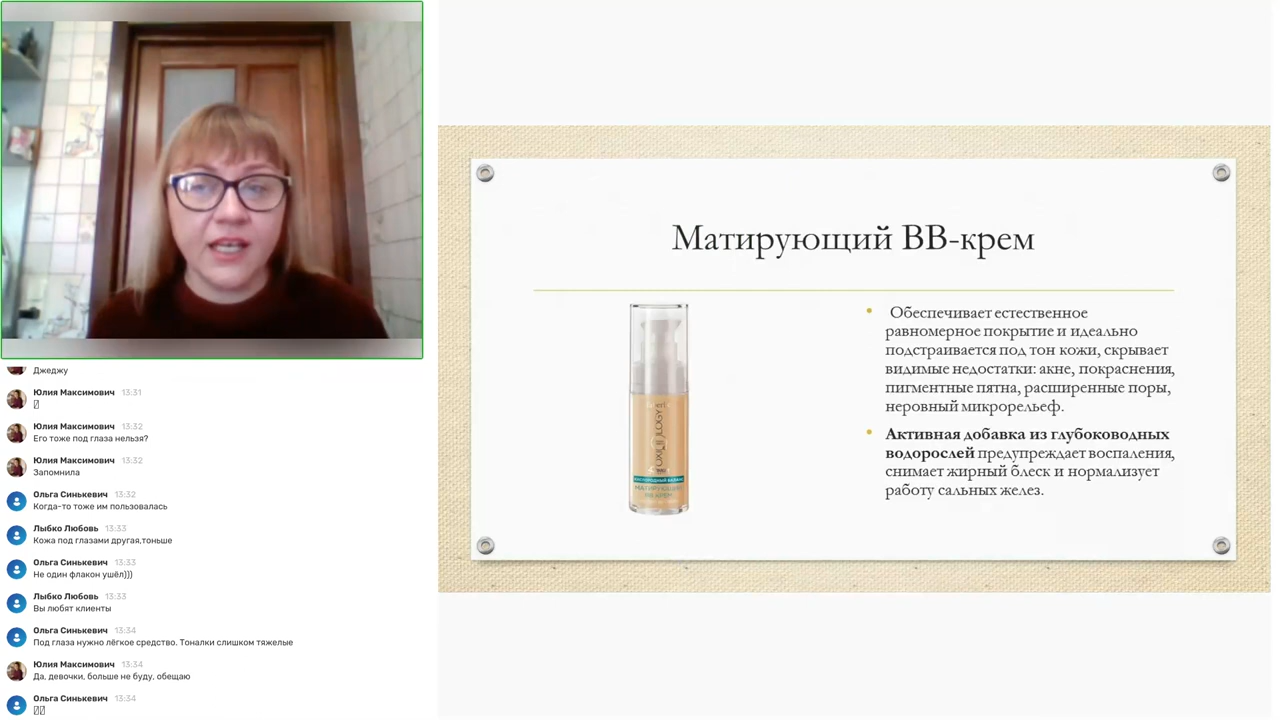 Джеджу
Юлия Максимович 13:31
Юлия Максимович 13:32
Его тоже под глаза нельзя?
Юлия Максимович 13:32
Запомнила
Ольга Синькевич 13:32
Когда-то тоже им пользовалась
Лыбко Любовь 13:33
Кожа под глазами другая,тоньше
Ольга Синькевич 13:33
Не один флакон ушёл)))
Лыбко Любовь 13:33
Вы любят клиенты
Ольга Синькевич 13:34
Под глаза нужно лёгкое средство. Тоналки слишком тяжелые
Юлия Максимович 13:34
Да, девочки, больше не буду, обещаю
Ольга Синькевич 13:34
Матирующий ВВ-крем
• Обеспечивает естественное
равномерное покрытие и идеально
подстраивается под тон кожи, скрывает
видимые недостатки: акне, покраснения,
пигментные пятна, расширенные поры,
неровный микрорельеф.
• Активная добавка из глубоководных
водорослей предупреждает воспаления,
снимает жирный блеск и нормализует
работу сальных желез.
КИСЛОРОДНЫЙ БАЛАНС
МАТИРУЮЩИЙ
ВВ-КРЕМ